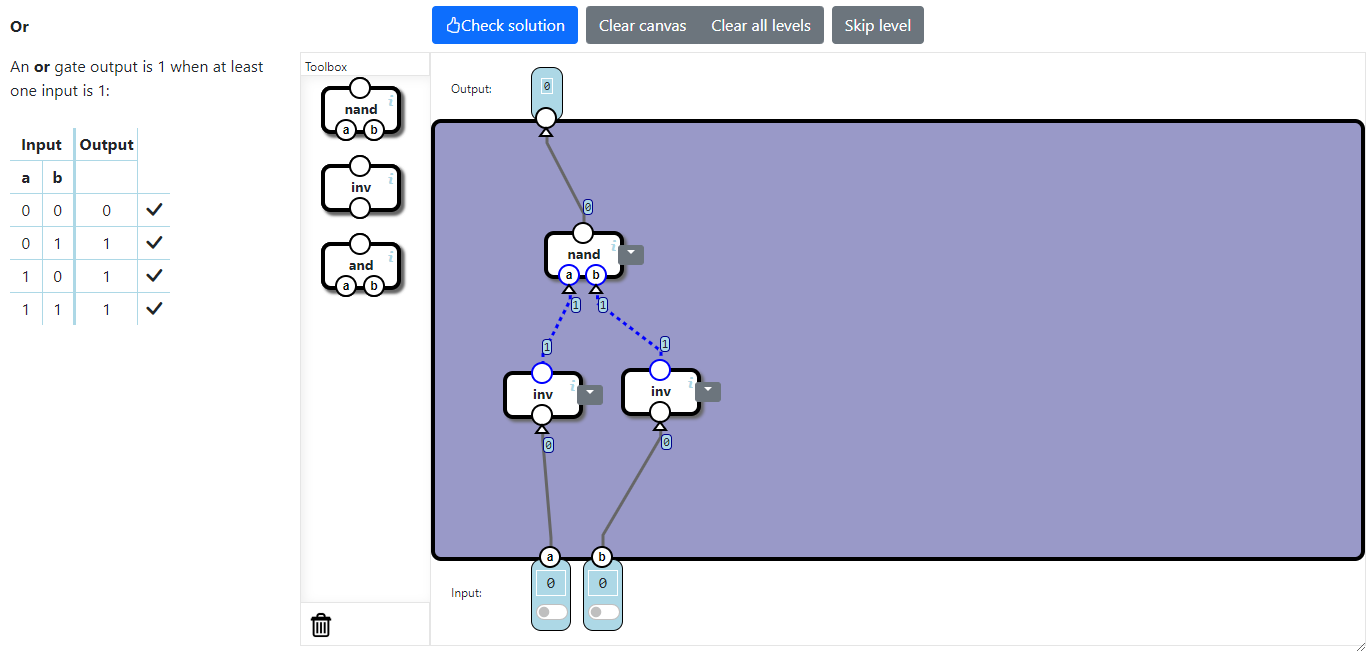 Or
An or gate output is 1 when at least
one input is 1:
Input Output
a b
0 0 0
0 1 1
1 0 1
1 1 1
Check solution
Clear canvas
Clear all levels
Skip level
Toolbox
nand
i
a b
inv
i
and
i
a b
Output:
0
0
nand
i
a b
1 1
1 1
inv
i
inv
i
0 0
a b
Input:
0 0